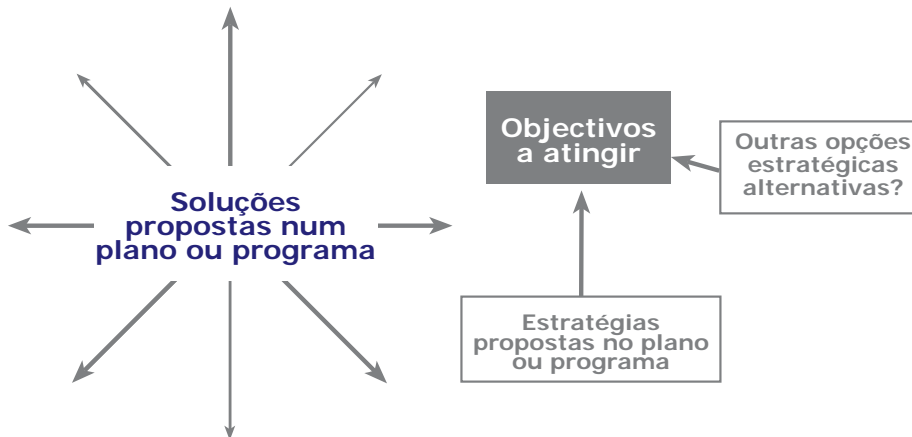 Soluções
propostas num
plano ou programa
Objectivos
a atingir
Outras opções
estratégicas
alternativas?
Estratégias
propostas no plano
ou programa